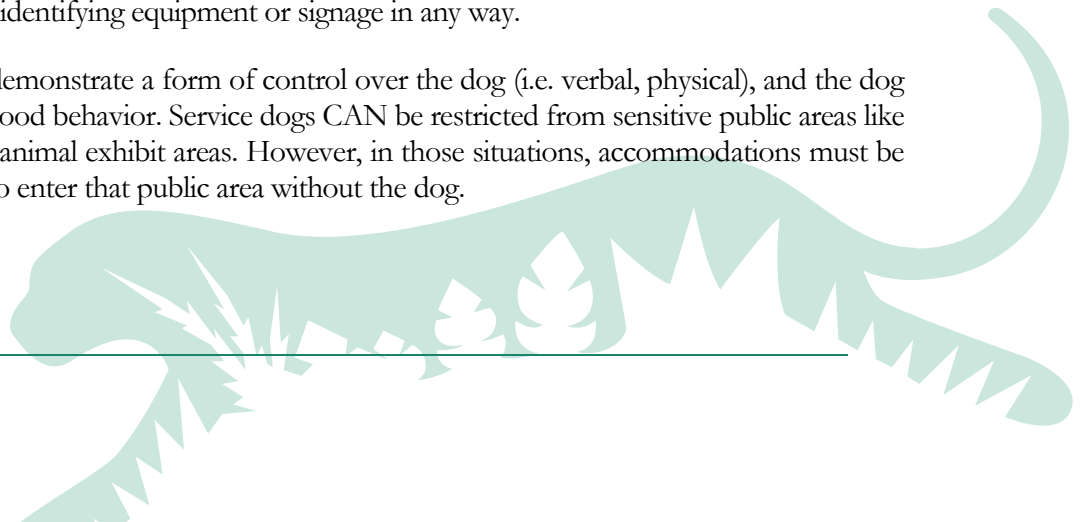 identifying equipment or signage in any way.
demonstrate a form of control over the dog (i.e. verbal, physical), and the dog
ood behavior. Service dogs CAN be restricted from sensitive public areas like
animal exhibit areas. However, in those situations, accommodations must be
o enter that public area without the dog.